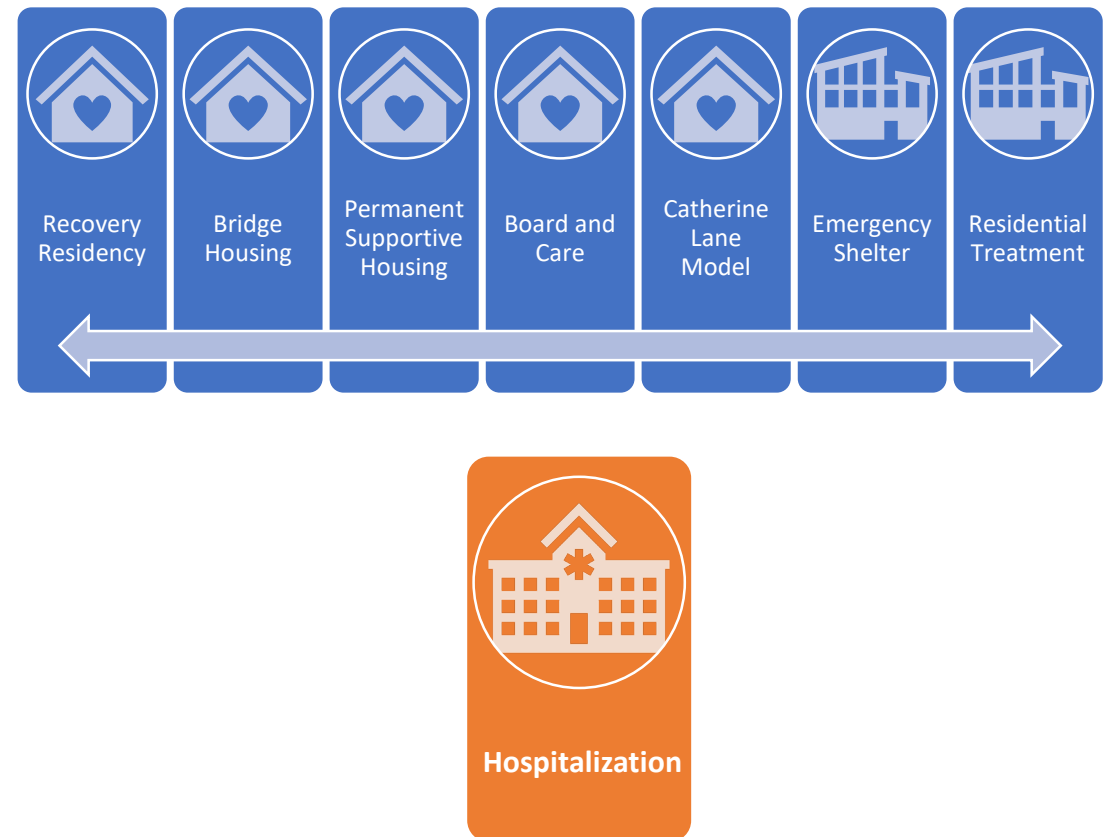 Recovery
Residency
Bridge
Housing
Permanent
Supportive
Housing
Board and
Care
Catherine
Lane
Model
Emergency
Shelter
Residential
Treatment
Hospitalization